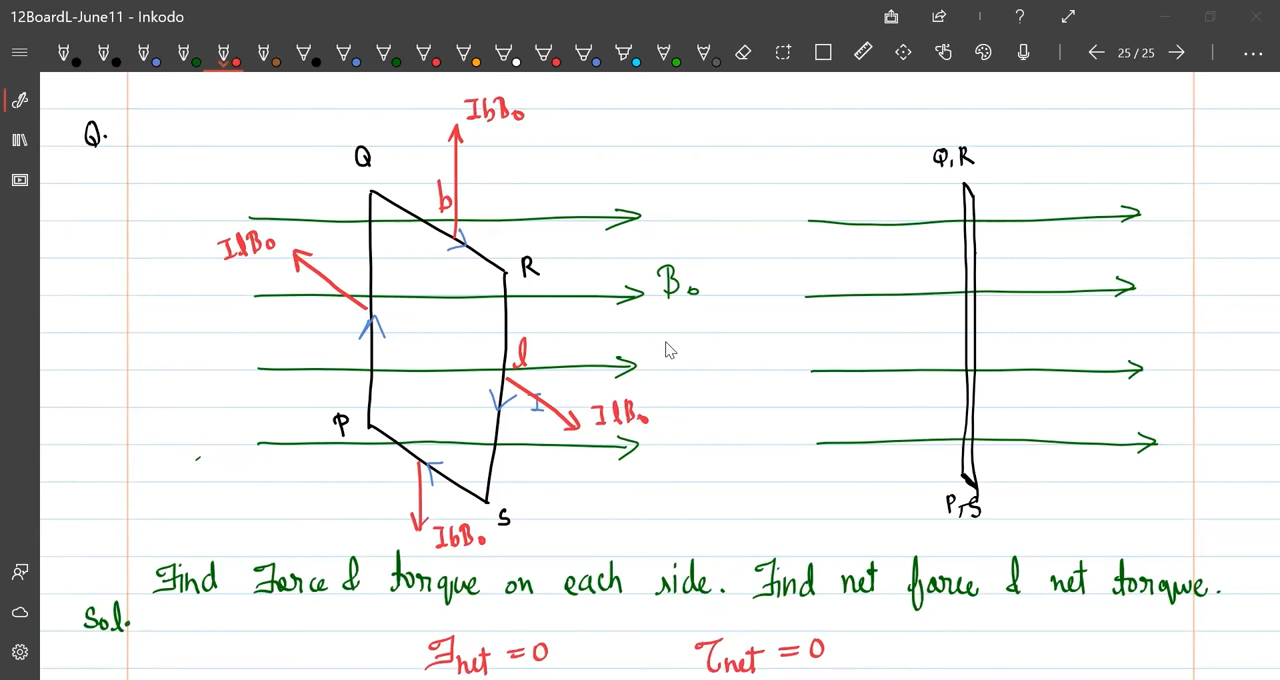 12BoardL-June11 - Inkodo
25 / 25
Q.
IbB₀
Q
b
R
IlB₀
B₀
l
I
IlB₀
P
S
IbB₀
Q, R
P, S
Find Force & torque on each side. Find net force & net torque.
Sol.
Fnet = 0 τnet = 0